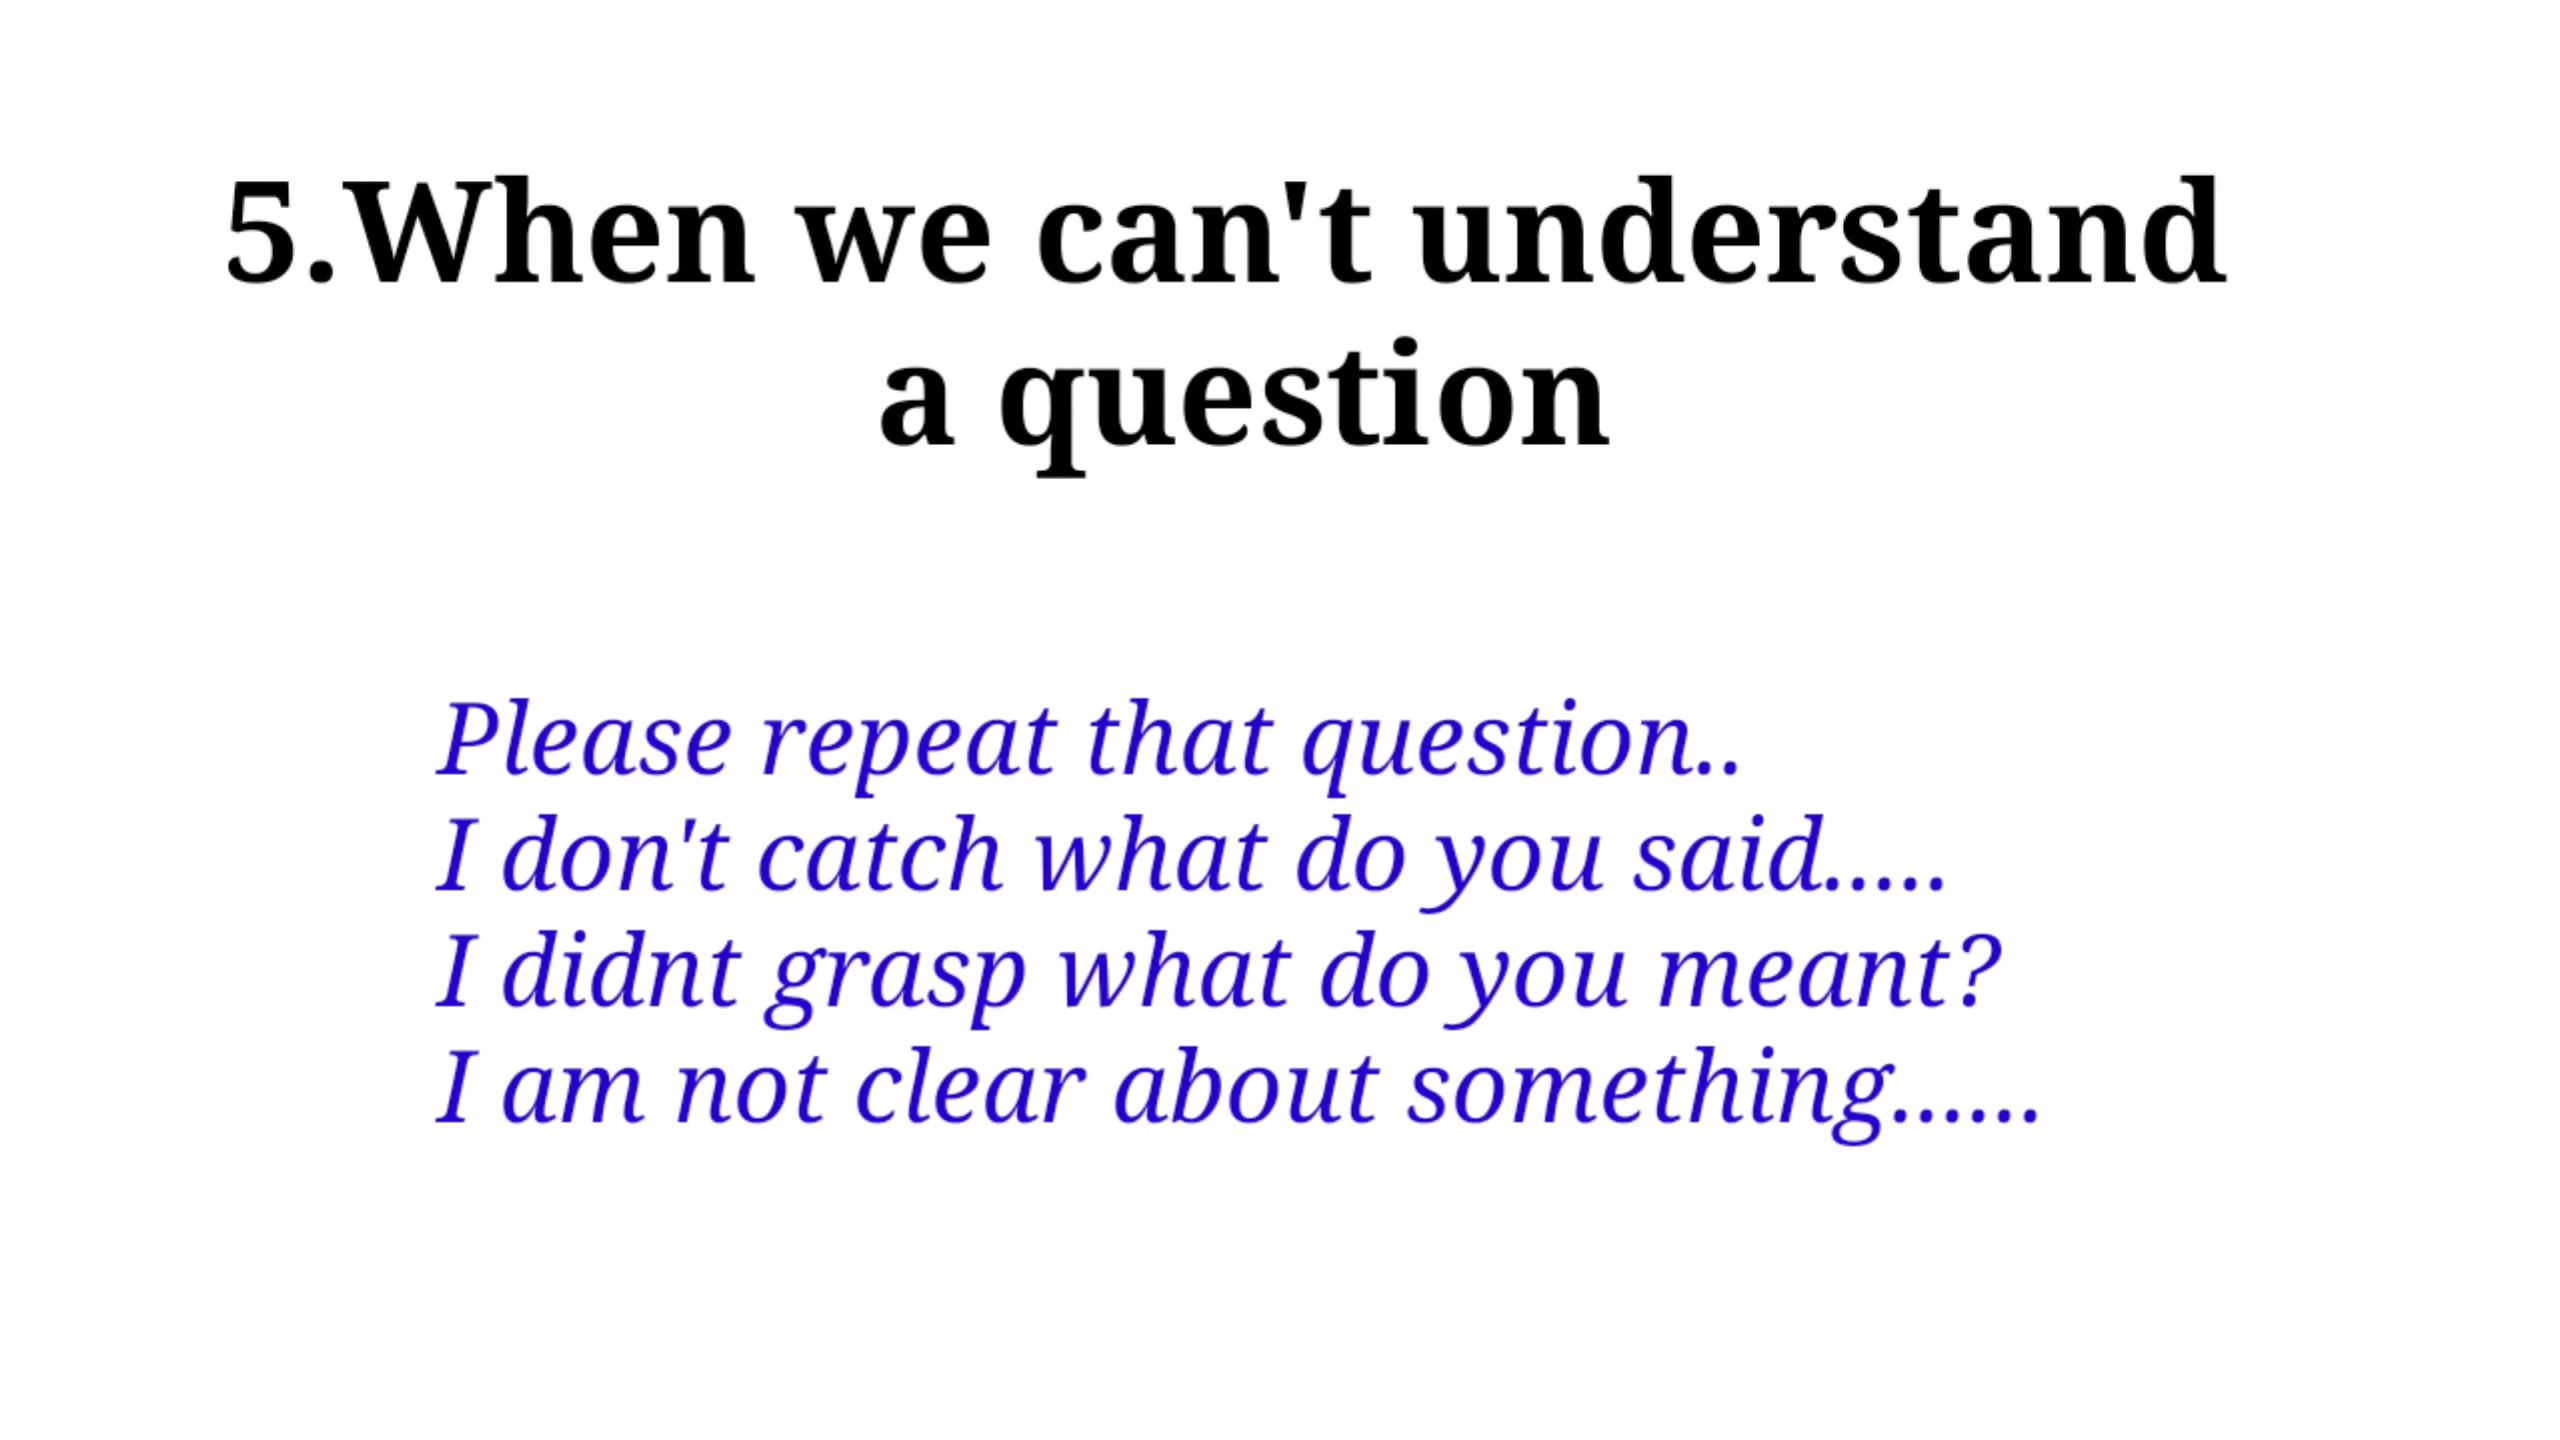 5.When we can't understand
a question
Please repeat that question..
I don't catch what do you said.....
I didnt grasp what do you meant?
I am not clear about something......